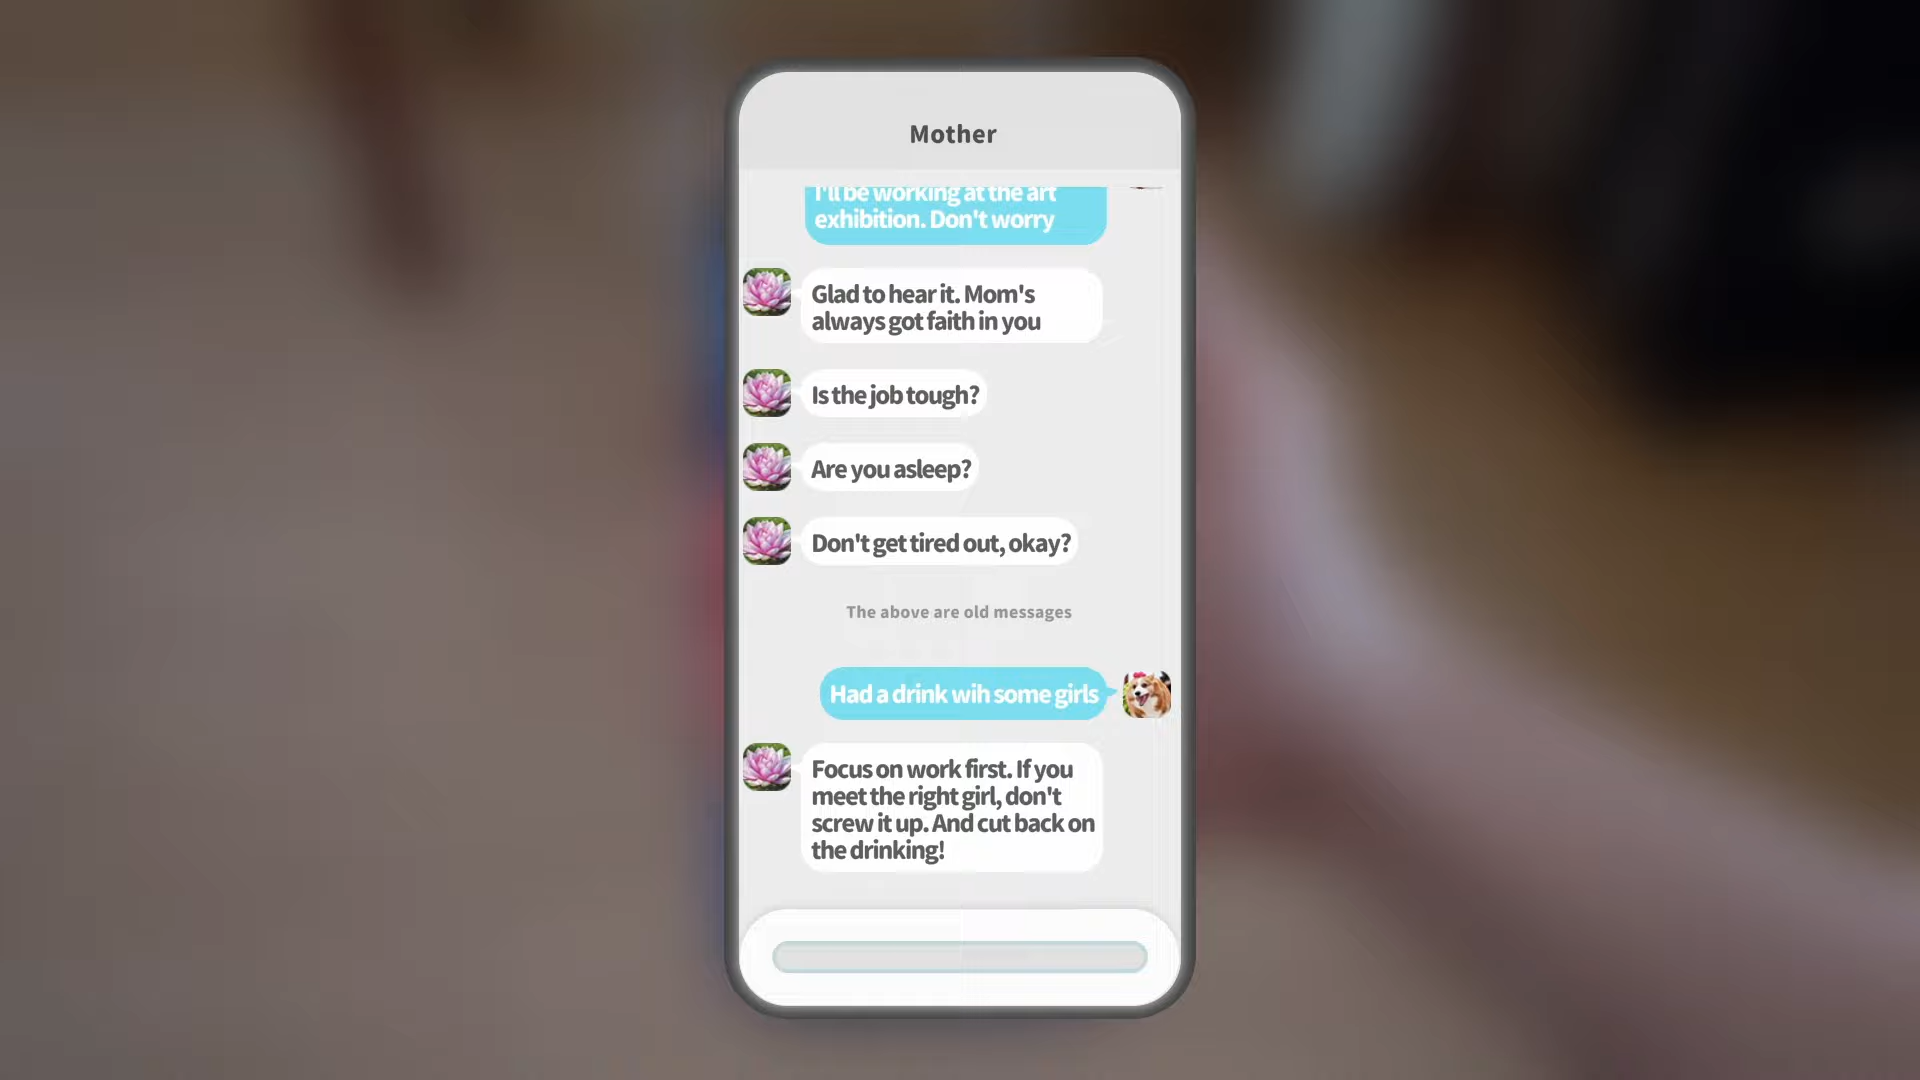 Mother
I'll be working at the art
exhibition. Don't worry
Glad to hear it. Mom's
always got faith in you
Is the job tough?
Are you asleep?
Don't get tired out, okay?
The above are old messages
Had a drink wih some girls
Focus on work first. If you
meet the right girl, don't
screw it up. And cut back on
the drinking!